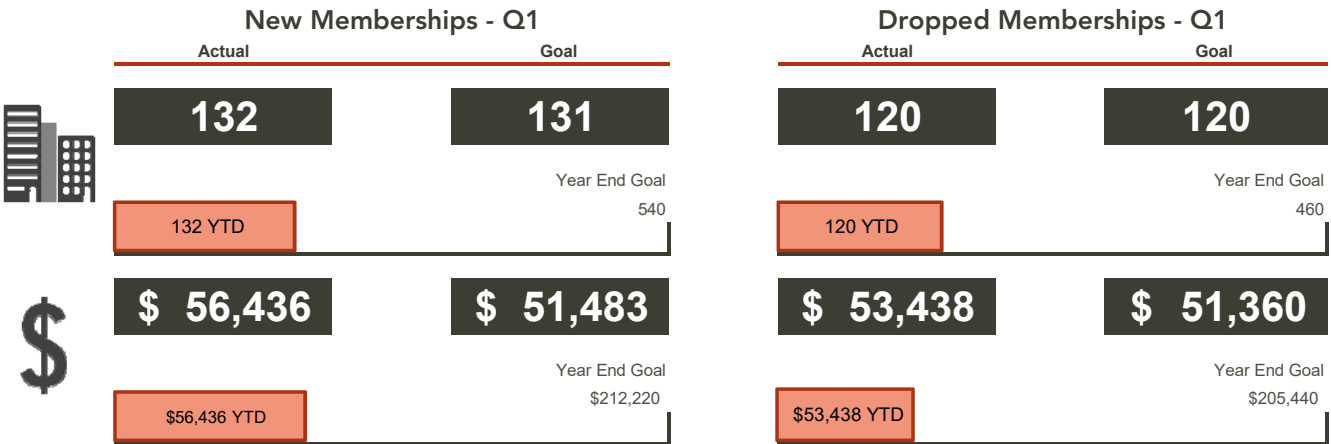 New Memberships - Q1
Actual Goal
132 131
Year End Goal
540
132 YTD
$ 56,436 $ 51,483
Year End Goal
$212,220
$56,436 YTD
Dropped Memberships - Q1
Actual Goal
120 120
Year End Goal
460
120 YTD
$ 53,438 $ 51,360
Year End Goal
$205,440
$53,438 YTD
$